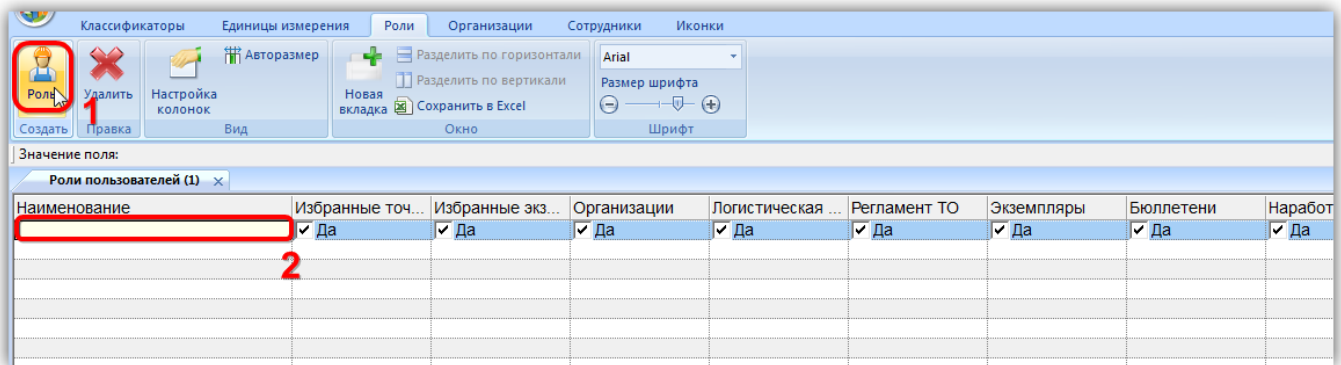 Классификаторы Единицы измерения Роли Организации Сотрудники Иконки
Роль Удалить Настройка колонок Авторазмер
Новая вкладка Разделить по горизонтали
Разделить по вертикали
Сохранить в Excel
Arial
Размер шрифта
1
Создать Правка Вид Окно Шрифт
Значение поля:
Роли пользователей (1)
Наименование Избранные точ... Избранные экз... Организации Логистическая ... Регламент ТО Экземпляры Бюллетени Наработ
Да Да Да Да Да Да Да Да
2